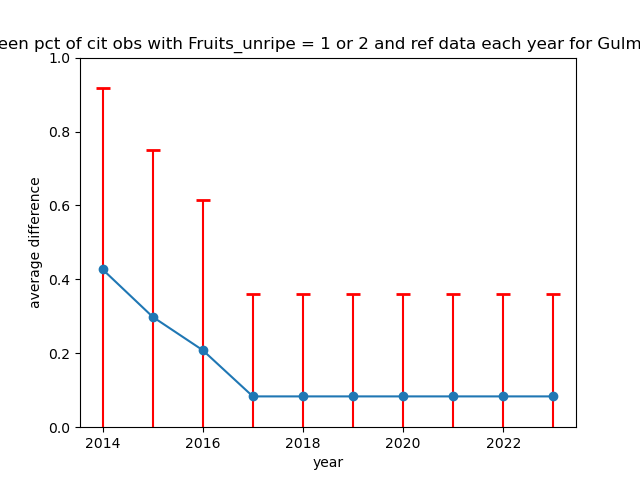 een pct of cit obs with Fruits_unripe = 1 or 2 and ref data each year for Gulm
1.0
0.8
0.6
0.4
0.2
0.0
average difference
2014 2016 2018 2020 2022
year